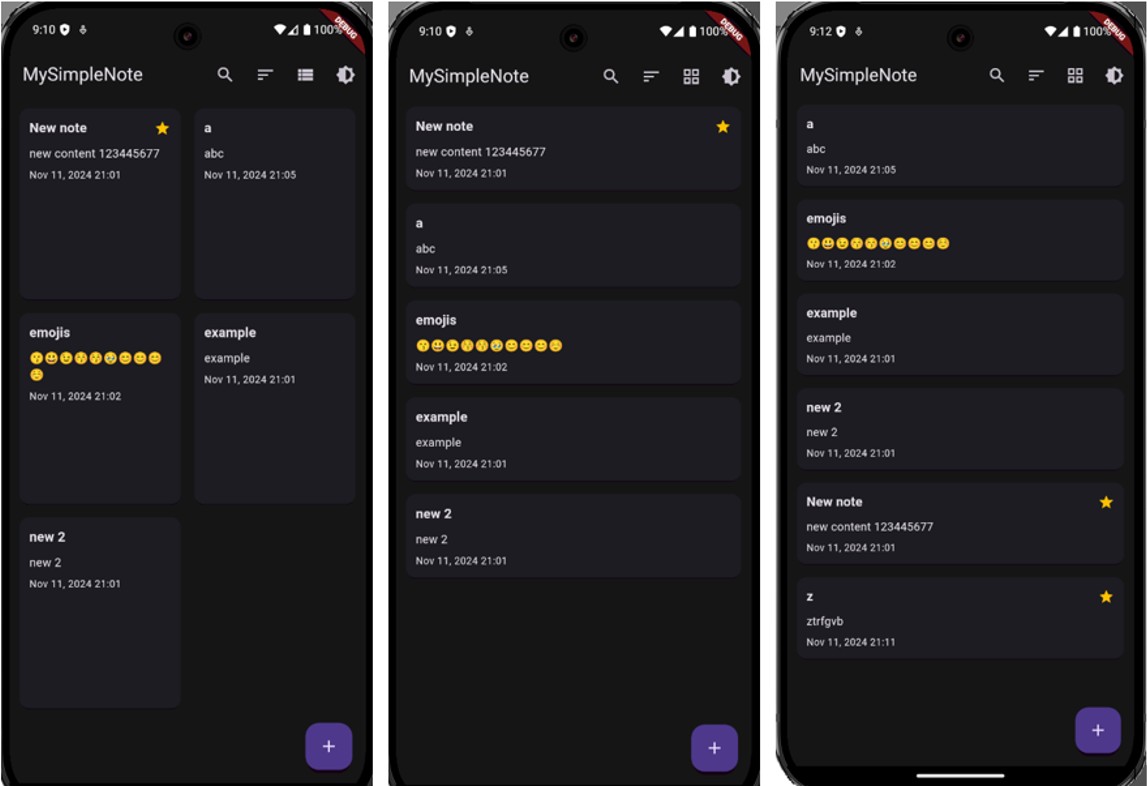 9:10 100% DEBUG
MySimpleNote
New note
new content 123445677
Nov 11, 2024 21:01
a
abc
Nov 11, 2024 21:05
emojis
😗😃😉😚😚🥹😊😊😊
☺️
Nov 11, 2024 21:02
example
example
Nov 11, 2024 21:01
new 2
new 2
Nov 11, 2024 21:01
+
9:10 100% DEBUG
MySimpleNote
New note
new content 123445677
Nov 11, 2024 21:01
a
abc
Nov 11, 2024 21:05
emojis
😗😃😉😚😚🥹😊😊😊☺️
Nov 11, 2024 21:02
example
example
Nov 11, 2024 21:01
new 2
new 2
Nov 11, 2024 21:01
+
9:12 100% DEBUG
MySimpleNote
a
abc
Nov 11, 2024 21:05
emojis
😗😃😉😚😚🥹😊😊😊☺️
Nov 11, 2024 21:02
example
example
Nov 11, 2024 21:01
new 2
new 2
Nov 11, 2024 21:01
New note
new content 123445677
Nov 11, 2024 21:01
z
ztrfgvb
Nov 11, 2024 21:11
+